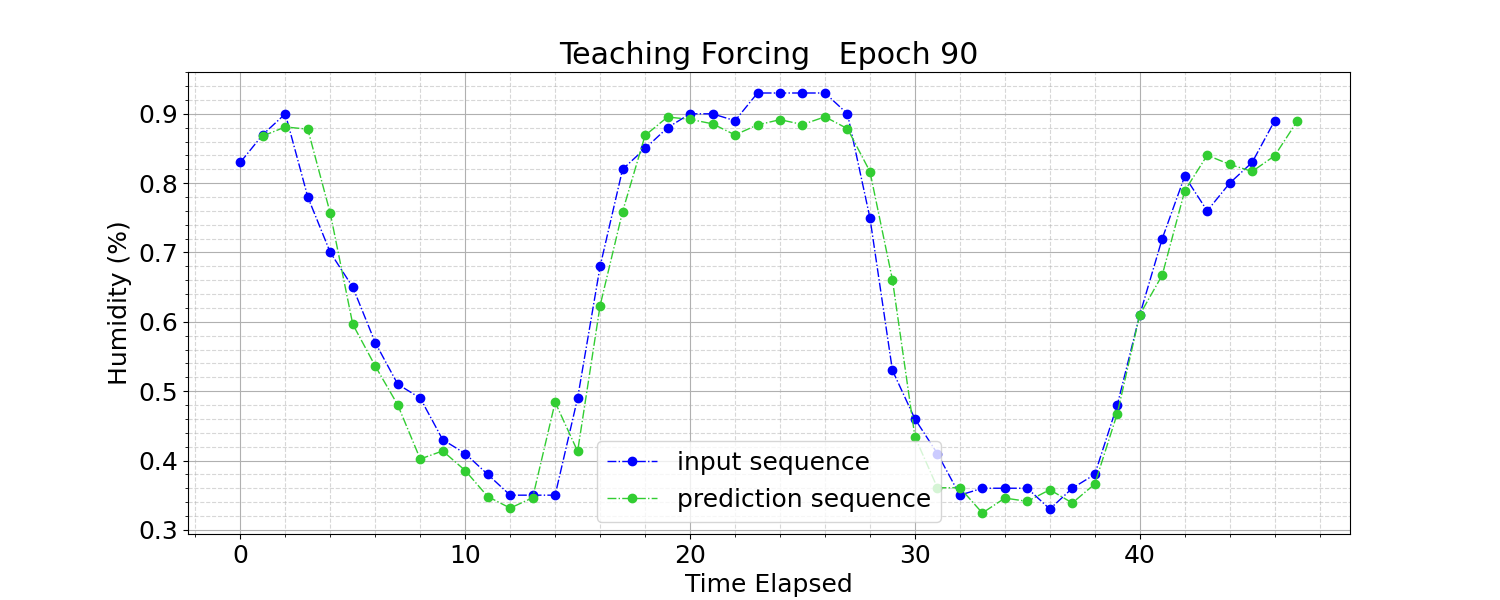 Teaching Forcing   Epoch 90
Humidity (%)
0.9
0.8
0.7
0.6
0.5
0.4
0.3
input sequence
prediction sequence
0 10 20 30 40
Time Elapsed